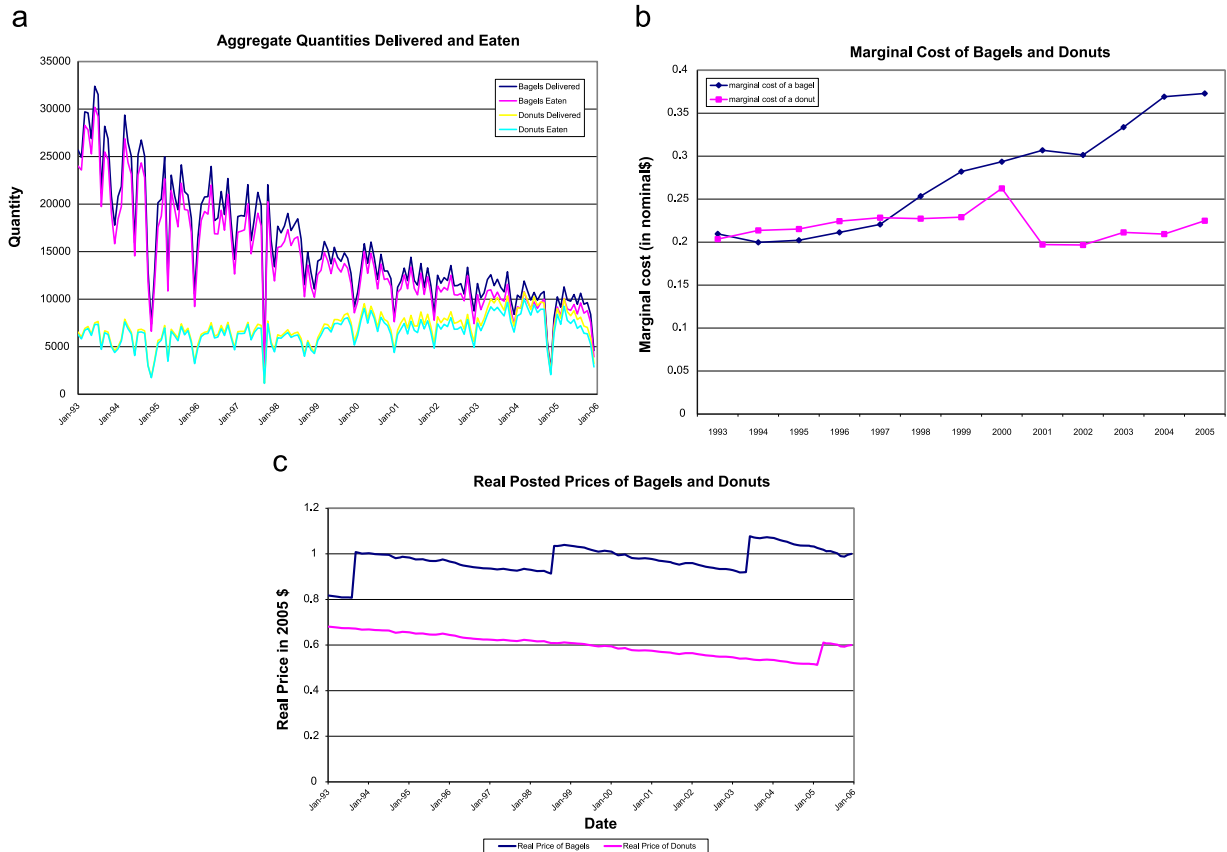 a
Aggregate Quantities Delivered and Eaten
35000
30000
25000
20000
15000
10000
5000
0
Quantity
Bagels Delivered
Bagels Eaten
Donuts Delivered
Donuts Eaten
Jan-93
Jan-94
Jan-95
Jan-96
Jan-97
Jan-98
Jan-99
Jan-00
Jan-01
Jan-02
Jan-03
Jan-04
Jan-05
Jan-06
b
Marginal Cost of Bagels and Donuts
0.4
0.35
0.3
0.25
0.2
0.15
0.1
0.05
0
Marginal cost (in nominal$)
marginal cost of a bagel
marginal cost of a donut
1993 1994 1995 1996 1997 1998 1999 2000 2001 2002 2003 2004 2005
c
Real Posted Prices of Bagels and Donuts
1.2
1
0.8
0.6
0.4
0.2
0
Real Price in 2005 $
Jan-93
Jan-94
Jan-95
Jan-96
Jan-97
Jan-98
Jan-99
Jan-00
Jan-01
Jan-02
Jan-03
Jan-04
Jan-05
Jan-06
Date
Real Price of Bagels
Real Price of Donuts